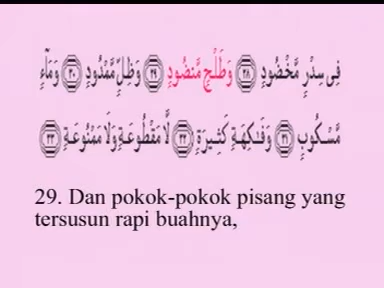 فِى سِدْرٍ مَّخْضُودٍ ﴿٢٨﴾ وَطَلْحٍ مَّنضُودٍ ﴿٢٩﴾ وَظِلٍّ مَّمْدُودٍ ﴿٣٠﴾ وَمَآءٍ
مَّسْكُوبٍ ﴿٣١﴾ وَفَـٰكِهَةٍ كَثِيرَةٍ ﴿٣٢﴾ لَّا مَقْطُوعَةٍ وَلَا مَمْنُوعَةٍ ﴿٣٣﴾
29. Dan pokok-pokok pisang yang
tersusun rapi buahnya,